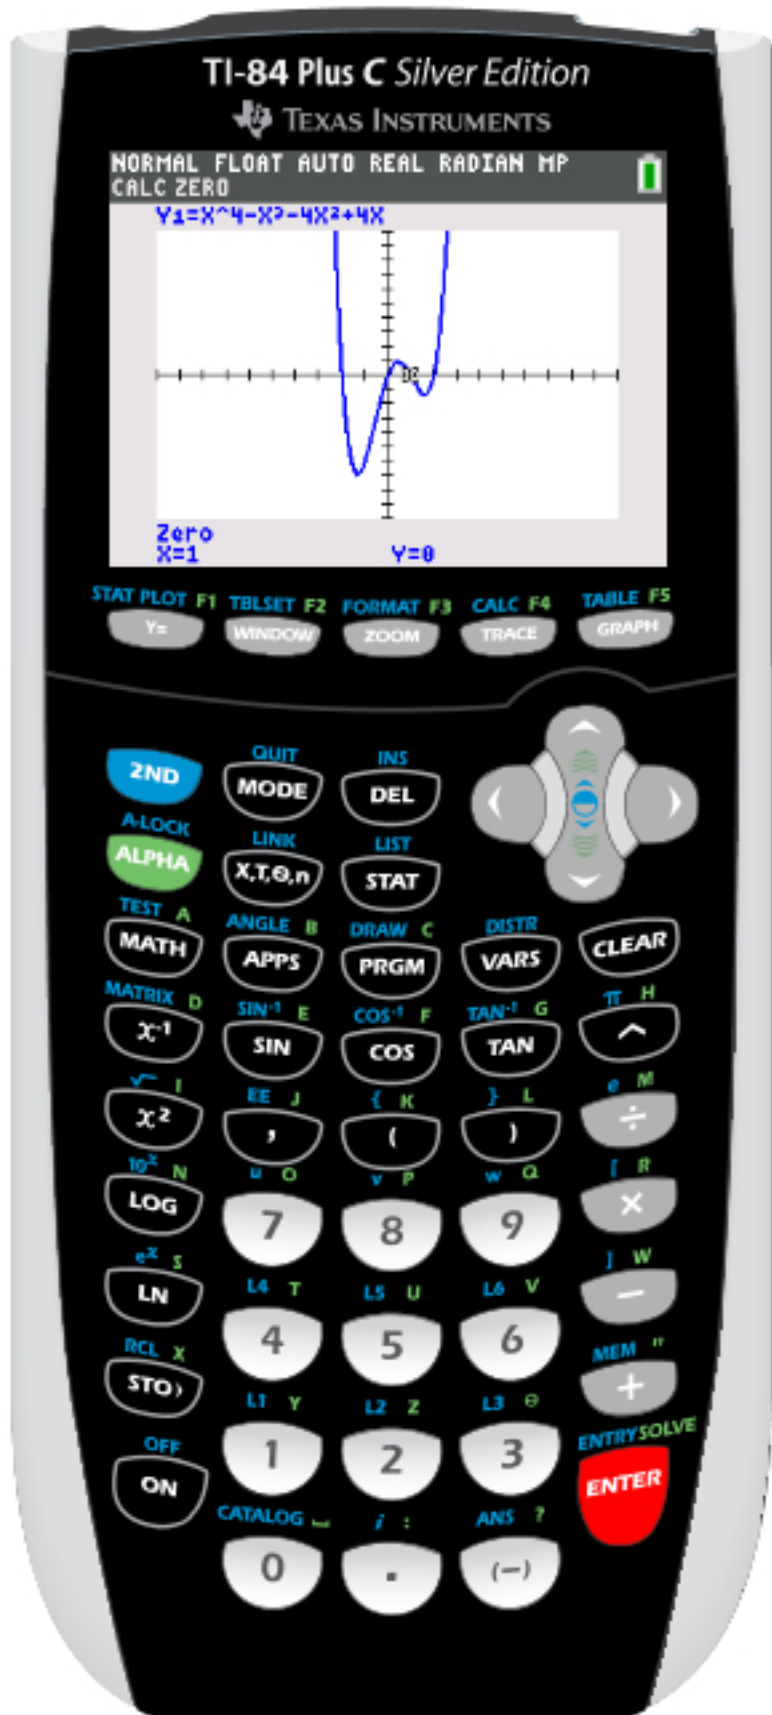 TI-84 Plus C Silver Edition
TEXAS INSTRUMENTS
NORMAL FLOAT AUTO REAL RADIAN MP
CALC ZERO
Y1=X^4-X³-4X²+4X
Zero
X=1 Y=0
STAT PLOT F1 TBLSET F2 FORMAT F3 CALC F4 TABLE F5
Y= WINDOW ZOOM TRACE GRAPH
QUIT INS
2ND MODE DEL
A-LOCK LINK LIST
ALPHA X,T,Θ,n STAT
TEST A ANGLE B DRAW C DISTR
MATH APPS PRGM VARS CLEAR
MATRIX D SIN-1 E COS-1 F TAN-1 G π H
x-1 SIN COS TAN ^
√ I EE J { K } L e M
x² , ( ) ÷
10x N u O v P w Q [ R
LOG 7 8 9 ×
ex S L4 T L5 U L6 V ] W
LN 4 5 6 −
RCL X L1 Y L2 Z L3 Θ MEM "
STO› 1 2 3 +
OFF CATALOG ⎵ i : ANS ? ENTRY SOLVE
ON 0 . (−) ENTER